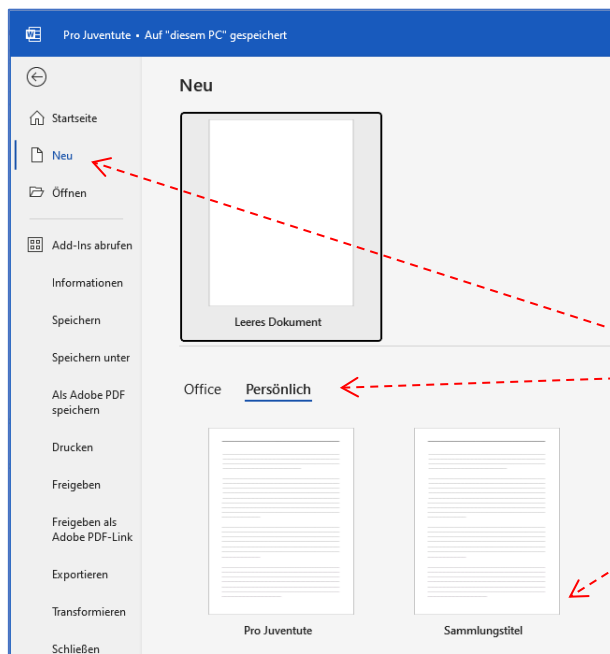 Pro Juventute • Auf "diesem PC" gespeichert
Startseite
Neu
Öffnen
Add-Ins abrufen
Informationen
Speichern
Speichern unter
Als Adobe PDF
speichern
Drucken
Freigeben
Freigeben als
Adobe PDF-Link
Exportieren
Transformieren
Schließen
Neu
Leeres Dokument
Office Persönlich
Pro Juventute
Sammlungstitel